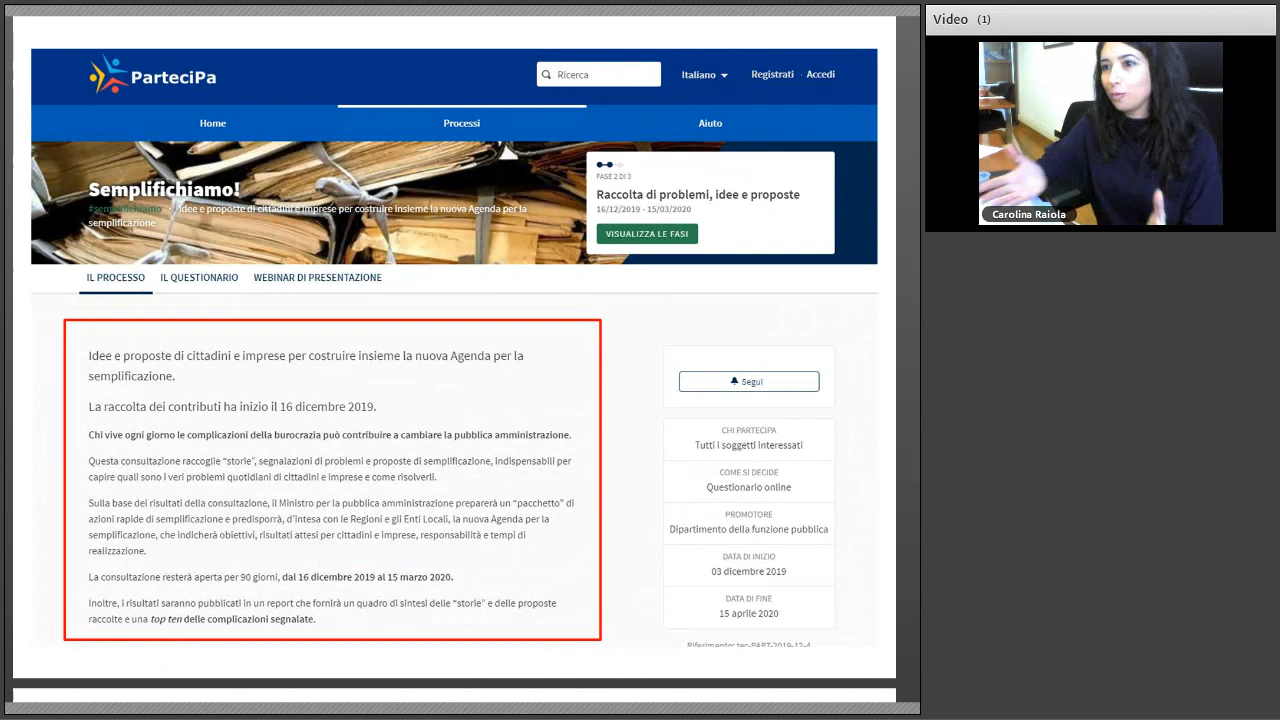 Video (1)
Carolina Raiola
ParteciPa
Ricerca
Italiano
Registrati · Accedi
Home
Processi
Aiuto
Semplifichiamo!
#semplifichiamo · Idee e proposte di cittadini e imprese per costruire insieme la nuova Agenda per la
semplificazione
FASE 2 DI 3
Raccolta di problemi, idee e proposte
16/12/2019 - 15/03/2020
VISUALIZZA LE FASI
IL PROCESSO
IL QUESTIONARIO
WEBINAR DI PRESENTAZIONE
Idee e proposte di cittadini e imprese per costruire insieme la nuova Agenda per la
semplificazione.
La raccolta dei contributi ha inizio il 16 dicembre 2019.
Chi vive ogni giorno le complicazioni della burocrazia può contribuire a cambiare la pubblica amministrazione.
Questa consultazione raccoglie “storie”, segnalazioni di problemi e proposte di semplificazione, indispensabili per
capire quali sono i veri problemi quotidiani di cittadini e imprese e come risolverli.
Sulla base dei risultati della consultazione, il Ministro per la pubblica amministrazione preparerà un “pacchetto” di
azioni rapide di semplificazione e predisporrà, d’intesa con le Regioni e gli Enti Locali, la nuova Agenda per la
semplificazione, che indicherà obiettivi, risultati attesi per cittadini e imprese, responsabilità e tempi di
realizzazione.
La consultazione resterà aperta per 90 giorni, dal 16 dicembre 2019 al 15 marzo 2020.
Inoltre, i risultati saranno pubblicati in un report che fornirà un quadro di sintesi delle “storie” e delle proposte
raccolte e una top ten delle complicazioni segnalate.
Segui
CHI PARTECIPA
Tutti i soggetti interessati
COME SI DECIDE
Questionario online
PROMOTORE
Dipartimento della funzione pubblica
DATA DI INIZIO
03 dicembre 2019
DATA DI FINE
15 aprile 2020
Riferimento: tec-PART-2019-12-4